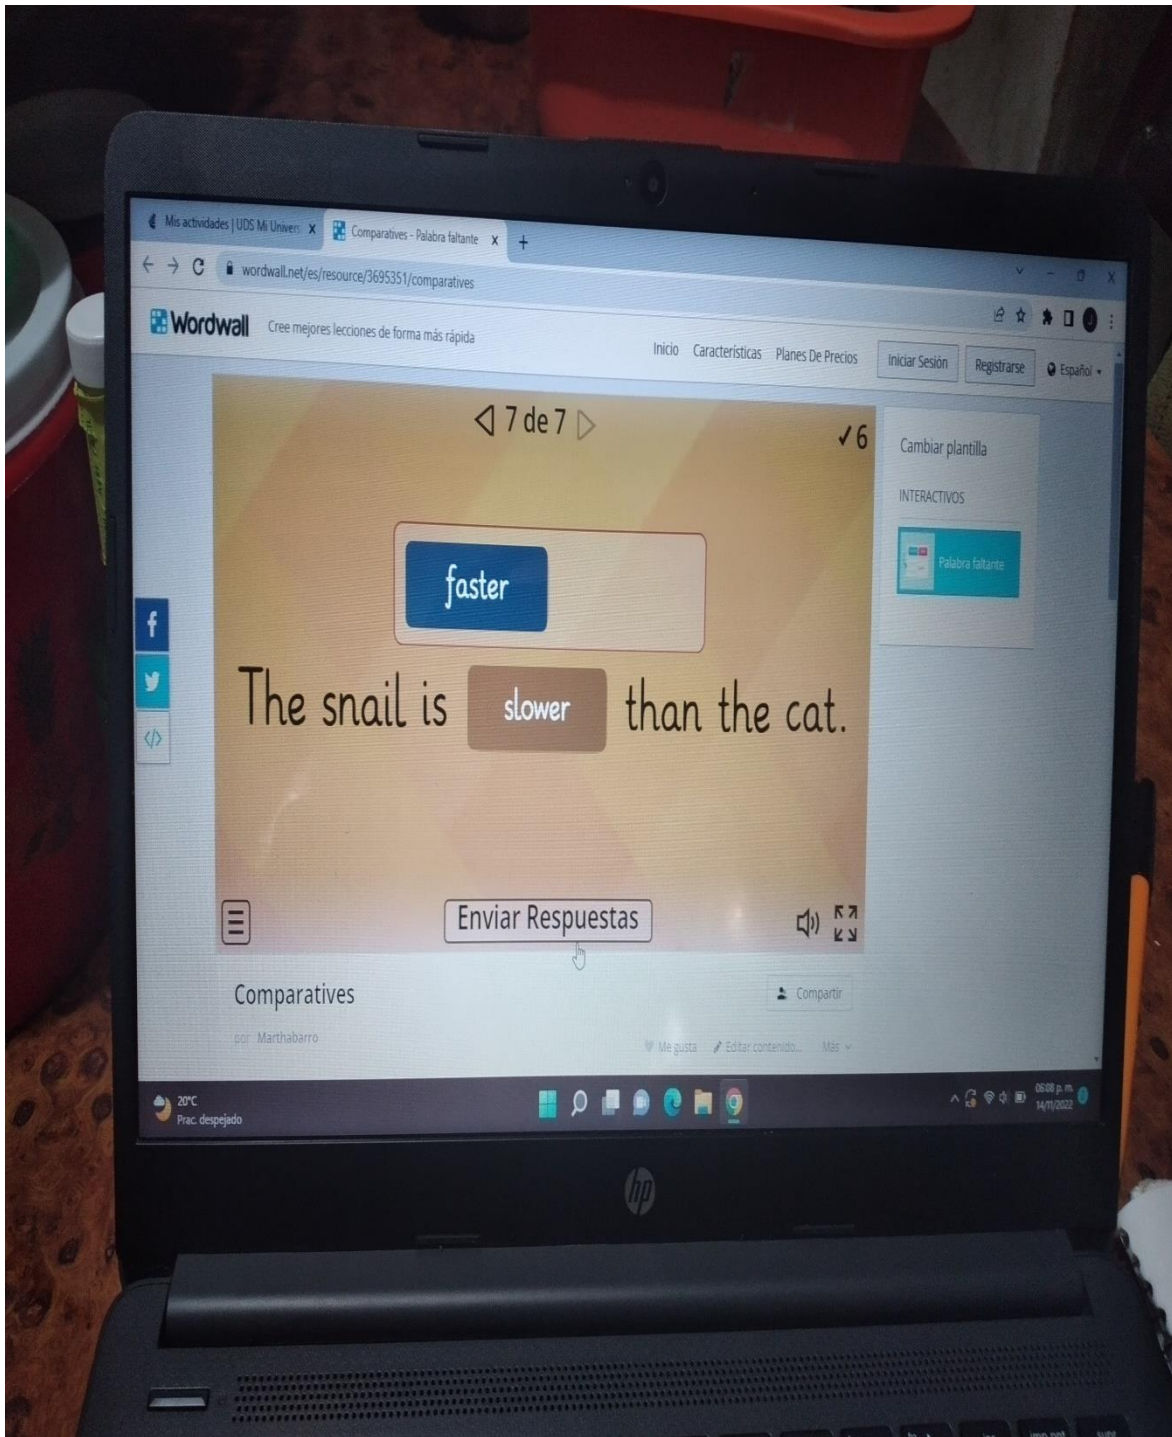 Mis actividades | UDS Mi Univers X
Comparatives - Palabra faltante X
wordwall.net/es/resource/3695351/comparatives
Wordwall
Cree mejores lecciones de forma más rápida
Inicio Características Planes De Precios Iniciar Sesión Registrarse Español
7 de 7
✓6
Cambiar plantilla
INTERACTIVOS
Palabra faltante
faster
The snail is slower than the cat.
Enviar Respuestas
Comparatives
Compartir
por Marthabarro
Me gusta Editar contenido... Más
20°C
Prac. despejado
06:08 p. m.
14/11/2022
hp